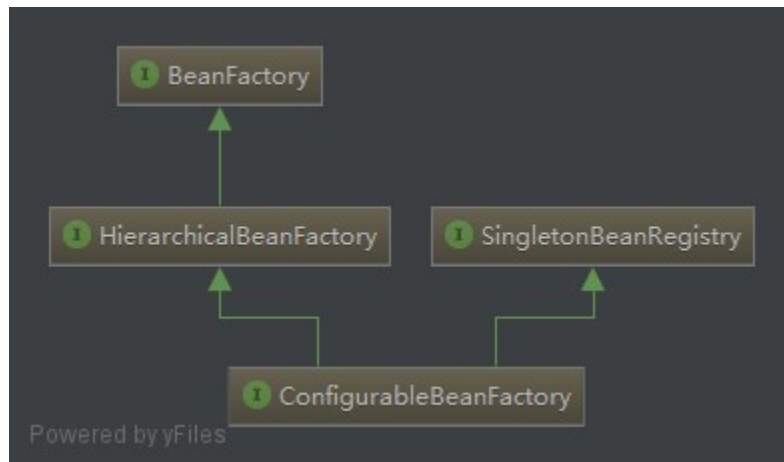 I BeanFactory
I HierarchicalBeanFactory
I SingletonBeanRegistry
I ConfigurableBeanFactory
Powered by yFiles